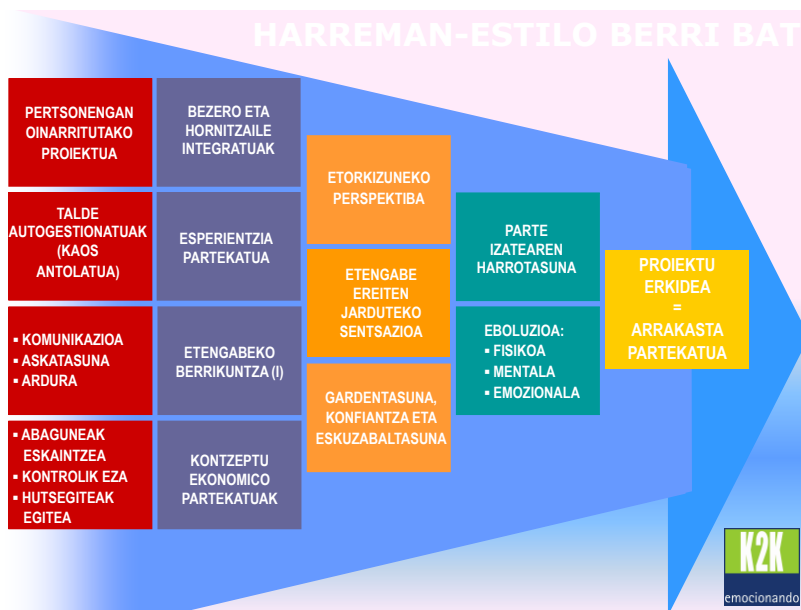 HARREMAN-ESTILO BERRI BAT
PERTSONENGAN
OINARRITUTAKO
PROIEKTUA
TALDE
AUTOGESTIONATUAK
(KAOS
ANTOLATUA)
▪ KOMUNIKAZIOA
▪ ASKATASUNA
▪ ARDURA
▪ ABAGUNEAK
ESKAINTZEA
▪ KONTROLIK EZA
▪ HUTSEGITEAK
EGITEA
BEZERO ETA
HORNITZAILE
INTEGRATUAK
ESPERIENTZIA
PARTEKATUA
ETENGABEKO
BERRIKUNTZA (I)
KONTZEPTU
EKONOMICO
PARTEKATUAK
ETORKIZUNEKO
PERSPEKTIBA
ETENGABE
EREITEN
JARDUTEKO
SENTSAZIOA
GARDENTASUNA,
KONFIANTZA ETA
ESKUZABALTASUNA
PARTE
IZATEAREN
HARROTASUNA
EBOLUZIOA:
▪ FISIKOA
▪ MENTALA
▪ EMOZIONALA
PROIEKTU
ERKIDEA
=
ARRAKASTA
PARTEKATUA
K2K
emocionando